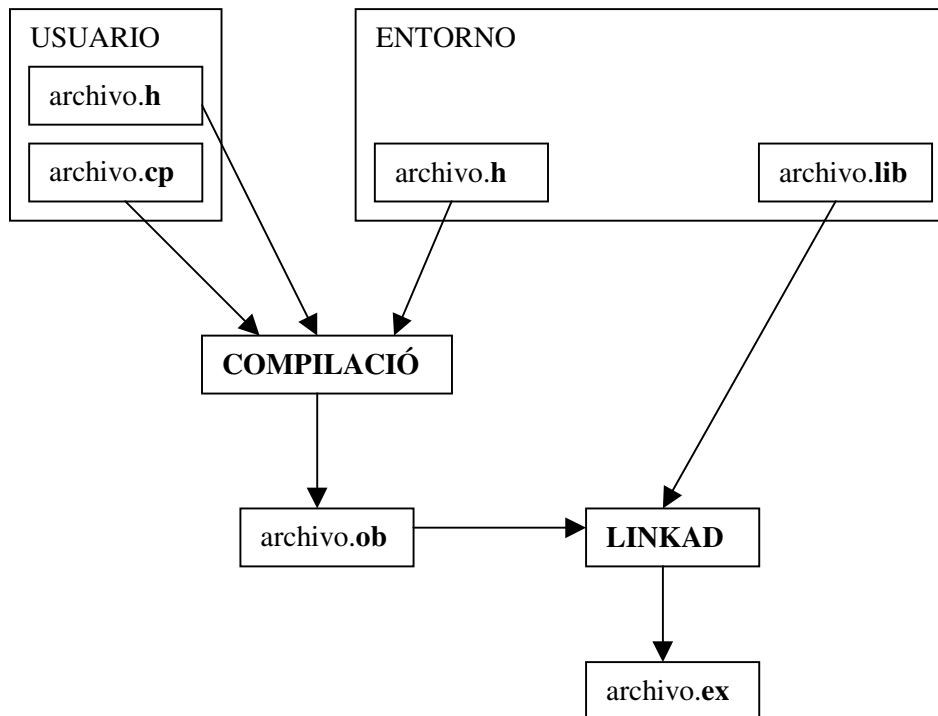 USUARIO
ENTORNO
archivo.h
archivo.cp
archivo.h
archivo.lib
COMPILACIÓ
archivo.ob
LINKAD
archivo.ex